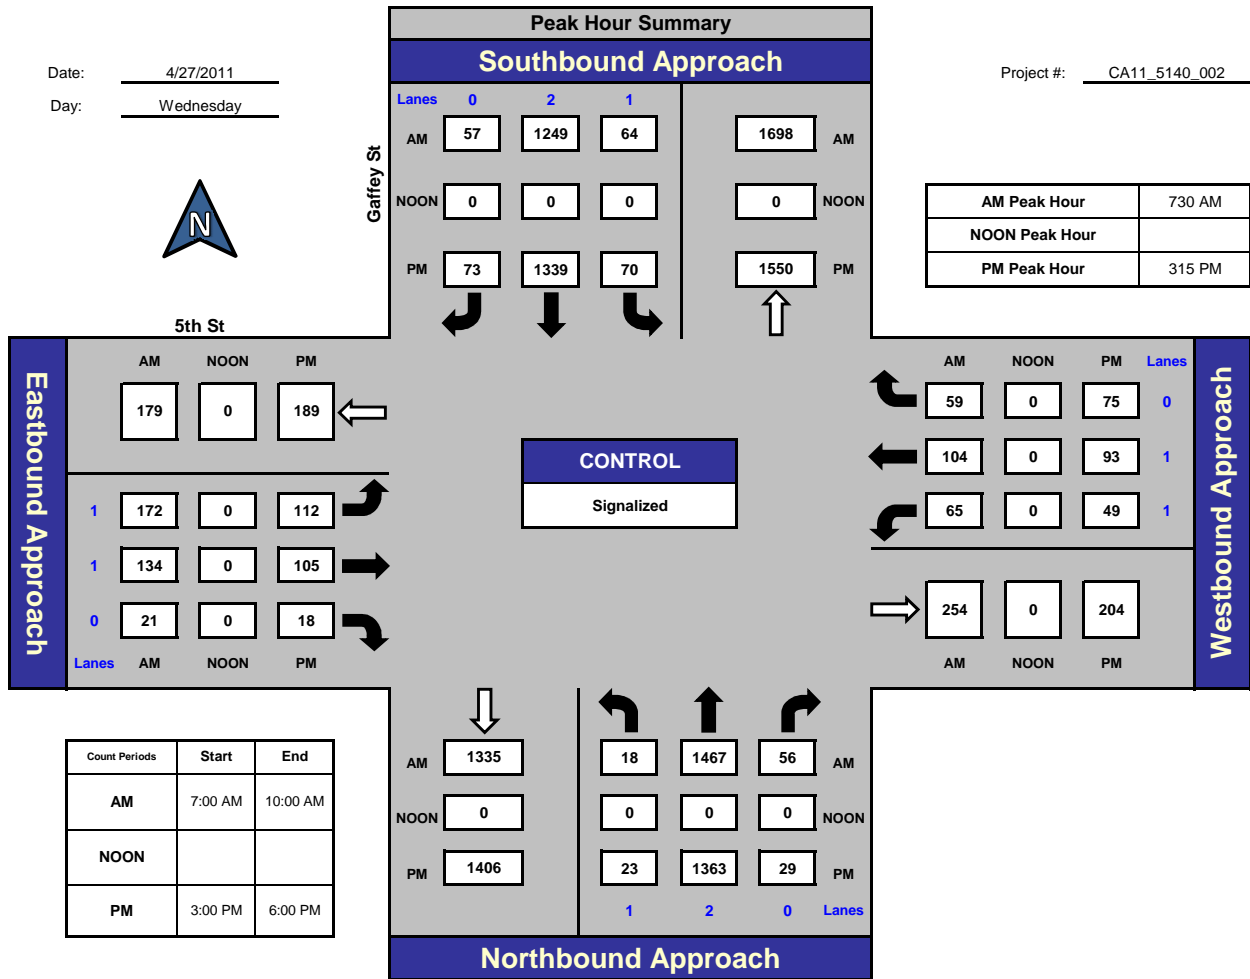 Peak Hour Summary
Southbound Approach
Date: 4/27/2011
Project #: CA11_5140_002
Day: Wednesday
Lanes 0 2 1
AM 57 1249 64 1698 AM
Gaffey St
N
NOON 0 0 0 0 NOON
AM Peak Hour 730 AM
NOON Peak Hour
PM Peak Hour 315 PM
PM 73 1339 70 1550 PM
5th St
Eastbound Approach
AM NOON PM
179 0 189
1 172 0 112
1 134 0 105
0 21 0 18
Lanes AM NOON PM
CONTROL
Signalized
AM NOON PM Lanes
59 0 75 0
104 0 93 1
65 0 49 1
254 0 204
AM NOON PM
Westbound Approach
Count Periods Start End
AM 7:00 AM 10:00 AM
NOON
PM 3:00 PM 6:00 PM
AM 1335 18 1467 56 AM
NOON 0 0 0 0 NOON
PM 1406 23 1363 29 PM
1 2 0 Lanes
Northbound Approach